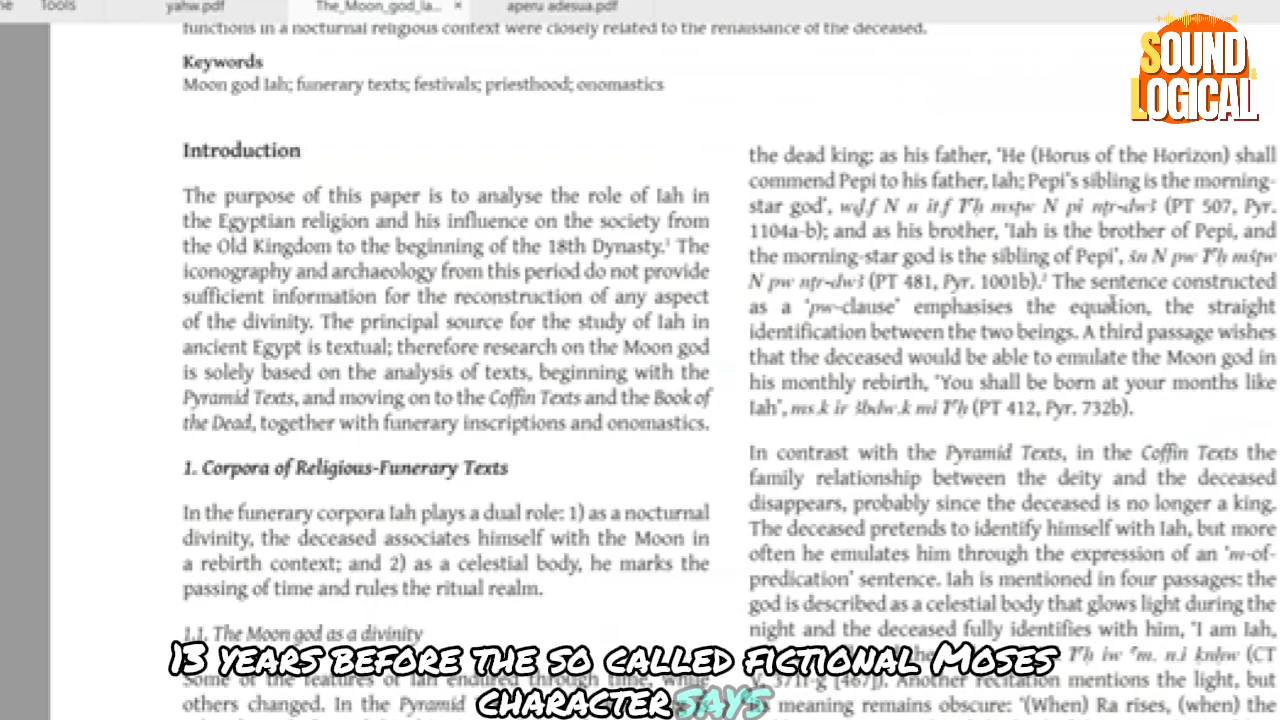 Tools
yahw.pdf
The_Moon_god_Ia...
aperu adesua.pdf
SOUND
LOGICAL
functions in a nocturnal religious context were closely related to the renaissance of the deceased.
Keywords
Moon god Iah; funerary texts; festivals; priesthood; onomastics
Introduction
The purpose of this paper is to analyse the role of Iah in
the Egyptian religion and his influence on the society from
the Old Kingdom to the beginning of the 18th Dynasty.¹ The
iconography and archaeology from this period do not provide
sufficient information for the reconstruction of any aspect
of the divinity. The principal source for the study of Iah in
ancient Egypt is textual; therefore research on the Moon god
is solely based on the analysis of texts, beginning with the
Pyramid Texts, and moving on to the Coffin Texts and the Book of
the Dead, together with funerary inscriptions and onomastics.
1. Corpora of Religious-Funerary Texts
In the funerary corpora Iah plays a dual role: 1) as a nocturnal
divinity, the deceased associates himself with the Moon in
a rebirth context; and 2) as a celestial body, he marks the
passing of time and rules the ritual realm.
1.1. The Moon god as a divinity
Some of the features of Iah endured through time, while
others changed. In the Pyramid
the dead king: as his father, 'He (Horus of the Horizon) shall
commend Pepi to his father, Iah; Pepi's sibling is the morning-
star god', (PT 507, Pyr.
1104a-b); and as his brother, 'Iah is the brother of Pepi, and
the morning-star god is the sibling of Pepi',
N pw (PT 481, Pyr. 1001b).² The sentence constructed
as a 'pw-clause' emphasises the equation, the straight
identification between the two beings. A third passage wishes
that the deceased would be able to emulate the Moon god in
his monthly rebirth, 'You shall be born at your months like
Iah', (PT 412, Pyr. 732b).
In contrast with the Pyramid Texts, in the Coffin Texts the
family relationship between the deity and the deceased
disappears, probably since the deceased is no longer a king.
The deceased pretends to identify himself with Iah, but more
often he emulates him through the expression of an 'm-of-
predication' sentence. Iah is mentioned in four passages: the
god is described as a celestial body that glows light during the
night and the deceased fully identifies with him, 'I am Iah,
(CT
[467]). Another recitation mentions the light, but
meaning remains obscure: '(When) Ra rises, (when) the
13 YEARS BEFORE THE SO CALLED FICTIONAL MOSES
CHARACTER SAYS